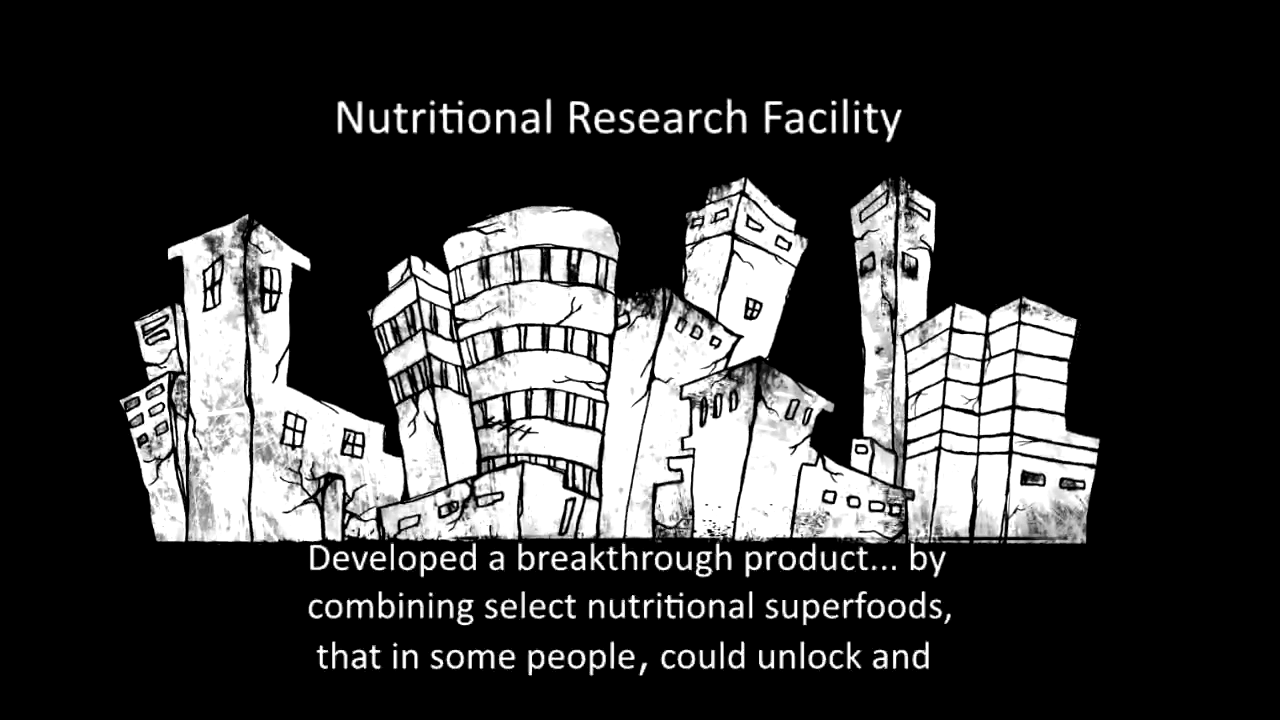 Nutritional Research Facility
Developed a breakthrough product... by
combining select nutritional superfoods,
that in some people, could unlock and